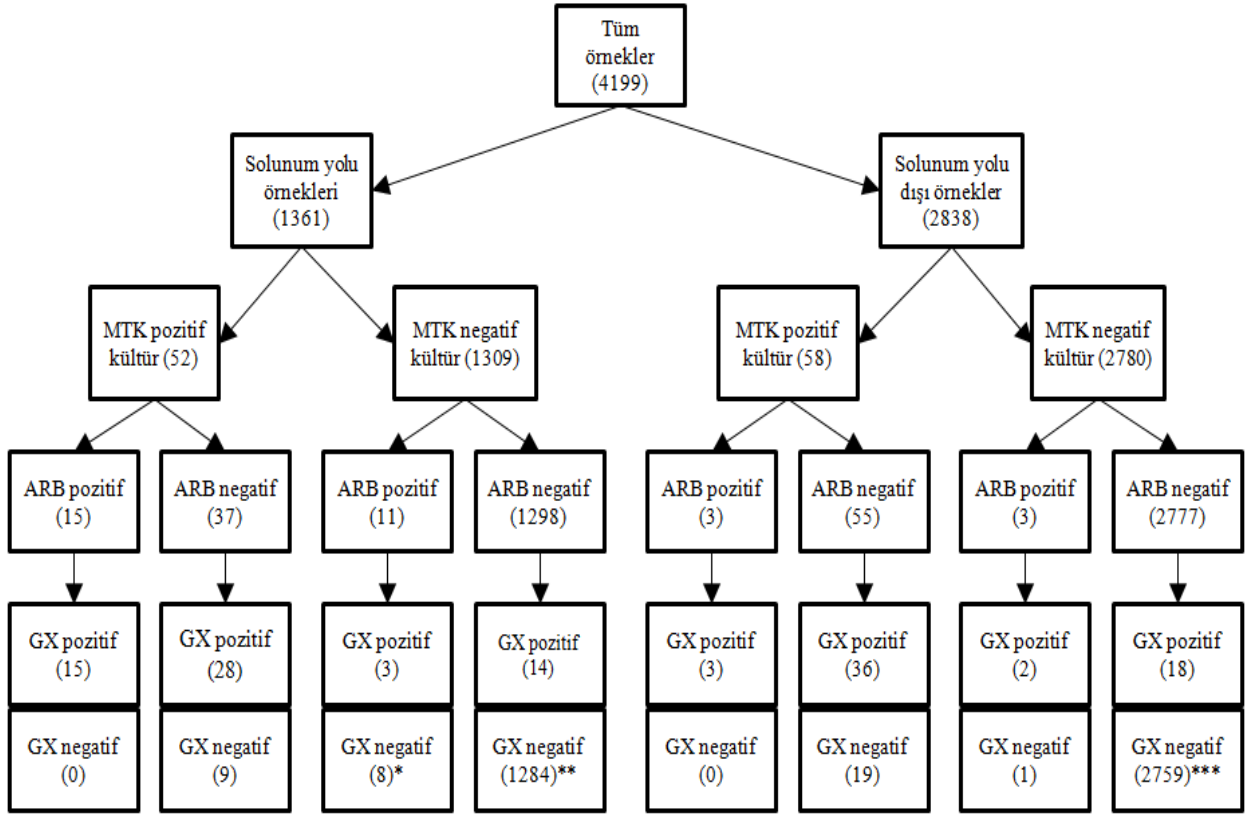 Tüm
örnekler
(4199)
Solunum yolu
örnekleri
(1361)
Solunum yolu
dışı örnekler
(2838)
MTK pozitif
kültür (52)
MTK negatif
kültür (1309)
MTK pozitif
kültür (58)
MTK negatif
kültür (2780)
ARB pozitif
(15)
ARB negatif
(37)
ARB pozitif
(11)
ARB negatif
(1298)
ARB pozitif
(3)
ARB negatif
(55)
ARB pozitif
(3)
ARB negatif
(2777)
GX pozitif
(15)
GX pozitif
(28)
GX pozitif
(3)
GX pozitif
(14)
GX pozitif
(3)
GX pozitif
(36)
GX pozitif
(2)
GX pozitif
(18)
GX negatif
(0)
GX negatif
(9)
GX negatif
(8)*
GX negatif
(1284)**
GX negatif
(0)
GX negatif
(19)
GX negatif
(1)
GX negatif
(2759)***